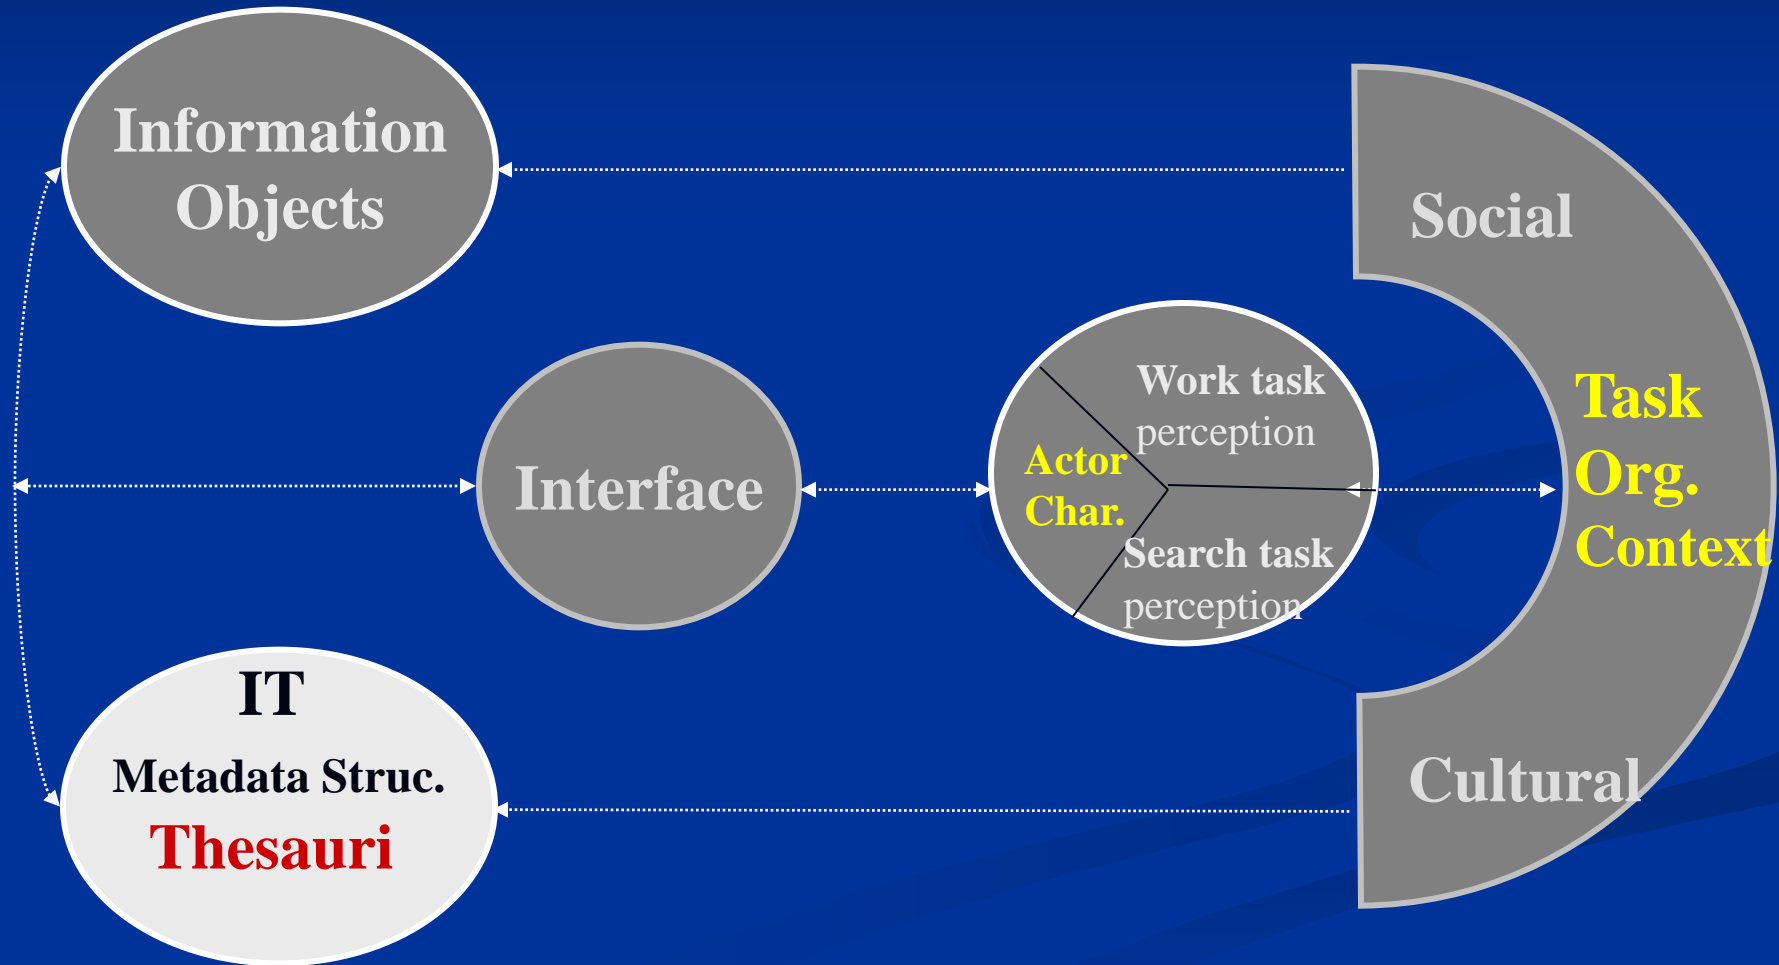 Information
Objects
Social
Work task
perception
Task
Org.
Context
Actor
Char.
Interface
Search task
perception
IT
Metadata Struc.
Thesauri
Cultural